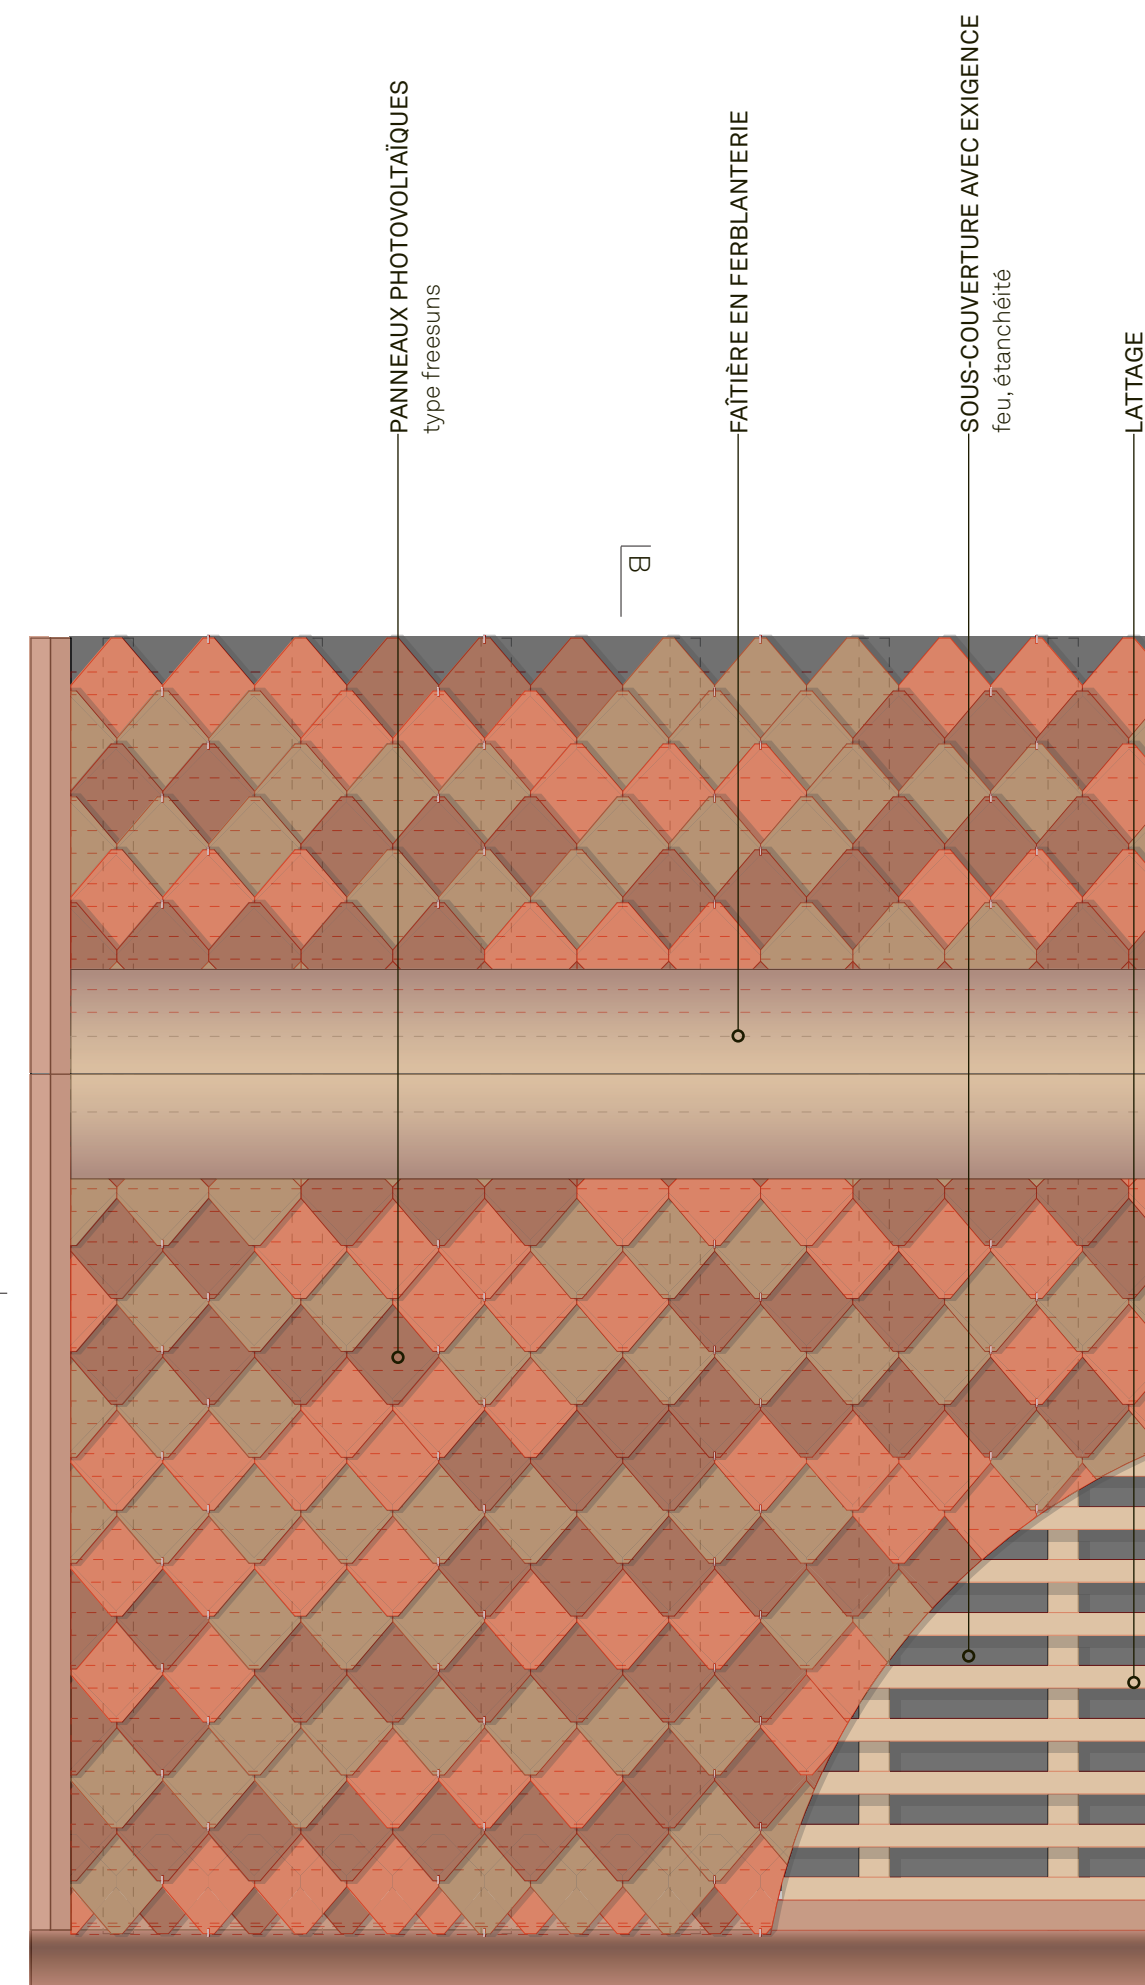 PANNEAUX PHOTOVOLTAÏQUES
type freesuns
FAÎTIÈRE EN FERBLANTERIE
SOUS-COUVERTURE AVEC EXIGENCE
feu, étanchéité
LATTAGE
B